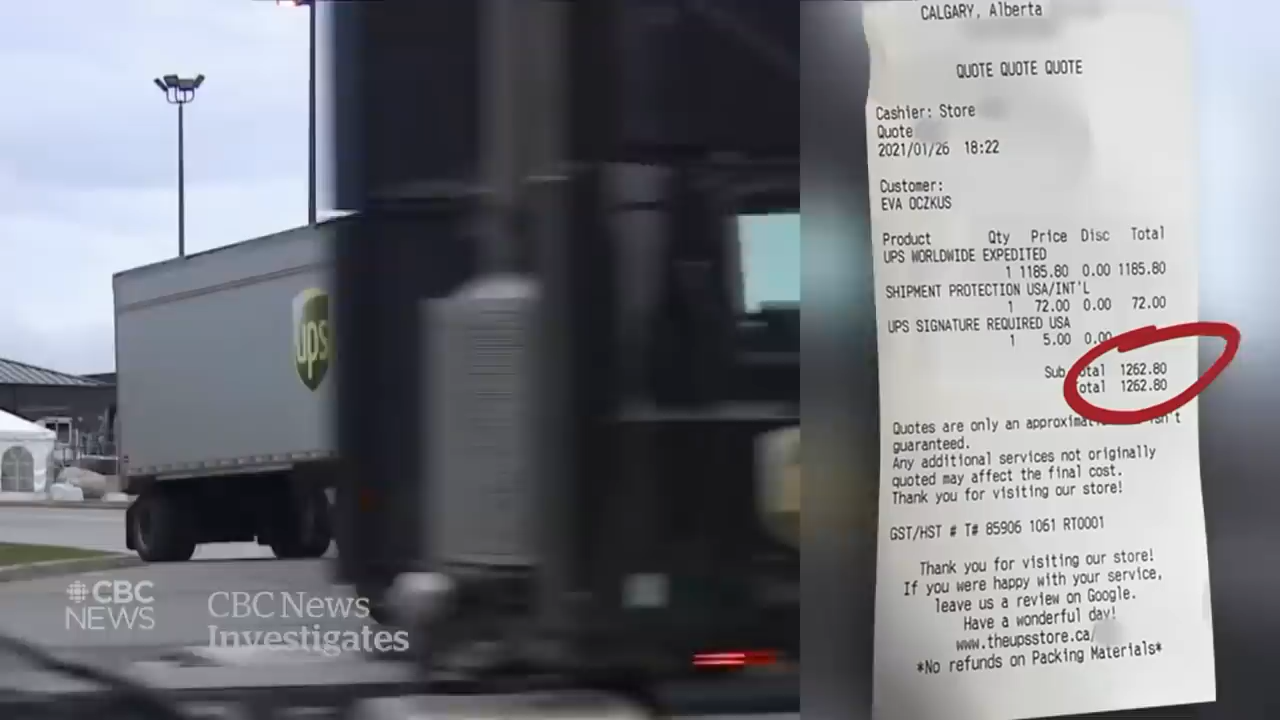 ups
CBC
NEWS
CBC News
Investigates
CALGARY, Alberta
QUOTE QUOTE QUOTE
Cashier: Store
Quote
2021/01/26 18:22
Customer:
EVA OCZKUS
Product Qty Price Disc Total
UPS WORLDWIDE EXPEDITED
1 1185.80 0.00 1185.80
SHIPMENT PROTECTION USA/INT'L
1 72.00 0.00 72.00
UPS SIGNATURE REQUIRED USA
1 5.00 0.00
Sub total 1262.80
Total 1262.80
Quotes are only an isn't
guaranteed.
Any additional services not originally
quoted may affect the final cost.
Thank you for visiting our store!
GST/HST # T# 85906 1061 RT0001
Thank you for visiting our store!
If you were happy with your service,
leave us a review on Google.
Have a wonderful day!
www.theupsstore.ca/
*No refunds on Packing Materials*